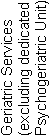 Geriatric Services
(excluding dedicated
Psychogeriatric Unit)